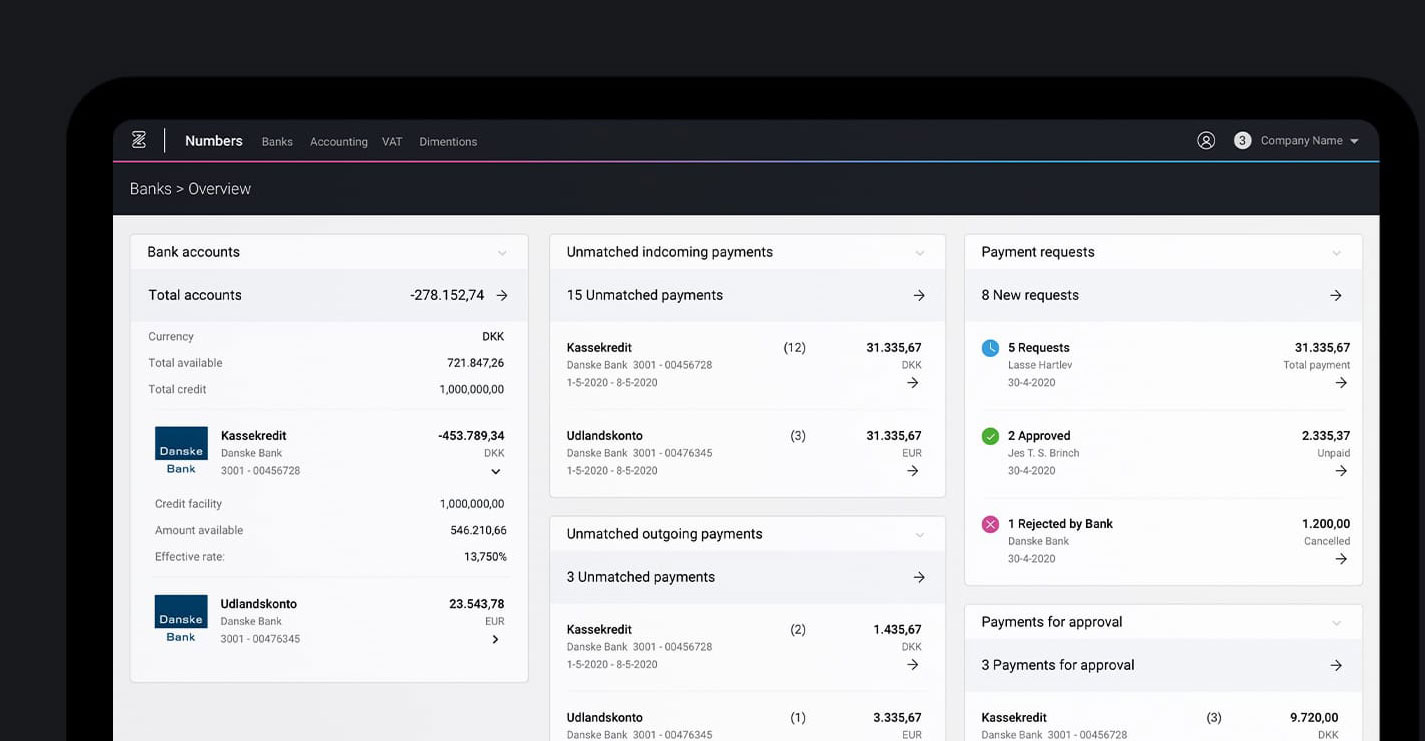 Numbers Banks Accounting VAT Dimentions 3 Company Name
Banks > Overview
Bank accounts
Total accounts -278.152,74
Currency DKK
Total available 721.847,26
Total credit 1,000,000,00
Danske Bank
Kassekredit -453.789,34
Danske Bank DKK
3001 - 00456728
Credit facility 1,000,000,00
Amount available 546.210,66
Effective rate: 13,750%
Danske Bank
Udlandskonto 23.543,78
Danske Bank EUR
3001 - 00476345
Unmatched indcoming payments
15 Unmatched payments
Kassekredit (12) 31.335,67
Danske Bank 3001 - 00456728 DKK
1-5-2020 - 8-5-2020
Udlandskonto (3) 31.335,67
Danske Bank 3001 - 00476345 EUR
1-5-2020 - 8-5-2020
Unmatched outgoing payments
3 Unmatched payments
Kassekredit (2) 1.435,67
Danske Bank 3001 - 00456728 DKK
1-5-2020 - 8-5-2020
Udlandskonto (1) 3.335,67
Danske Bank 3001 - 00476345 EUR
Payment requests
8 New requests
5 Requests 31.335,67
Lasse Hartlev Total payment
30-4-2020
2 Approved 2.335,37
Jes T. S. Brinch Unpaid
30-4-2020
1 Rejected by Bank 1.200,00
Danske Bank Cancelled
30-4-2020
Payments for approval
3 Payments for approval
Kassekredit (3) 9.720,00
Danske Bank 3001 - 00456728 DKK